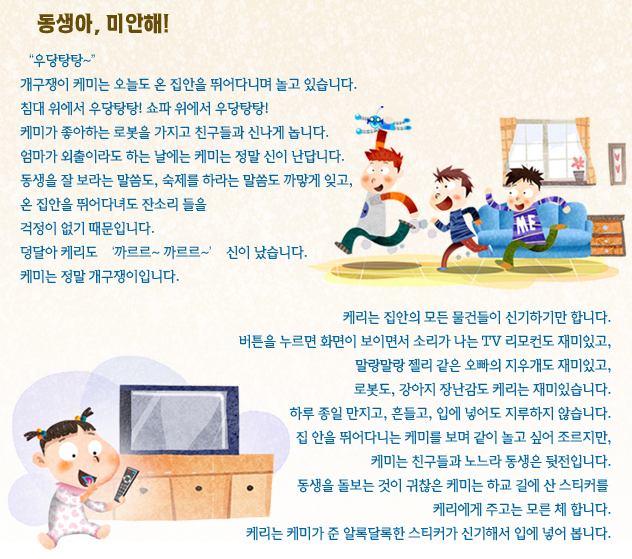 동생아, 미안해!
“우당탕탕~”
개구쟁이 케미는 오늘도 온 집안을 뛰어다니며 놀고 있습니다.
침대 위에서 우당탕탕! 쇼파 위에서 우당탕탕!
케미가 좋아하는 로봇을 가지고 친구들과 신나게 놉니다.
엄마가 외출이라도 하는 날에는 케미는 정말 신이 난답니다.
동생을 잘 보라는 말씀도, 숙제를 하라는 말씀도 까맣게 잊고,
온 집안을 뛰어다녀도 잔소리 들을
걱정이 없기 때문입니다.
덩달아 케리도 ‘까르르~ 까르르~’ 신이 났습니다.
케미는 정말 개구쟁이입니다.
ME
케리는 집안의 모든 물건들이 신기하기만 합니다.
버튼을 누르면 화면이 보이면서 소리가 나는 TV 리모컨도 재미있고,
말랑말랑 젤리 같은 오빠의 지우개도 재미있고,
로봇도, 강아지 장난감도 케리는 재미있습니다.
하루 종일 만지고, 흔들고, 입에 넣어도 지루하지 않습니다.
집 안을 뛰어다니는 케미를 보며 같이 놀고 싶어 조르지만,
케미는 친구들과 노느라 동생은 뒷전입니다.
동생을 돌보는 것이 귀찮은 케미는 하교 길에 산 스티커를
케리에게 주고는 모른 체 합니다.
케리는 케미가 준 알록달록한 스티커가 신기해서 입에 넣어 봅니다.